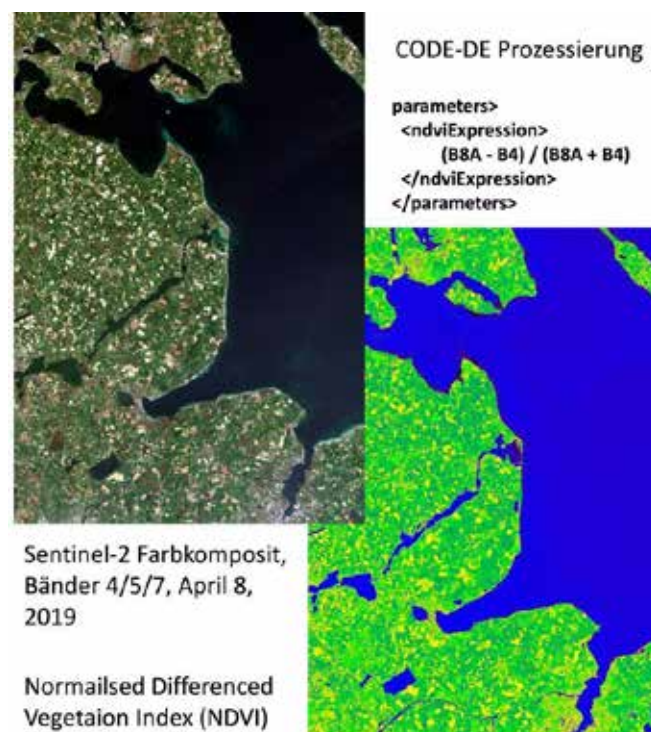 CODE-DE Prozessierung
parameters>
<ndviExpression>
(B8A - B4) / (B8A + B4)
</ndviExpression>
</parameters>
Sentinel-2 Farbkomposit,
Bänder 4/5/7, April 8,
2019
Normailsed Differenced
Vegetaion Index (NDVI)